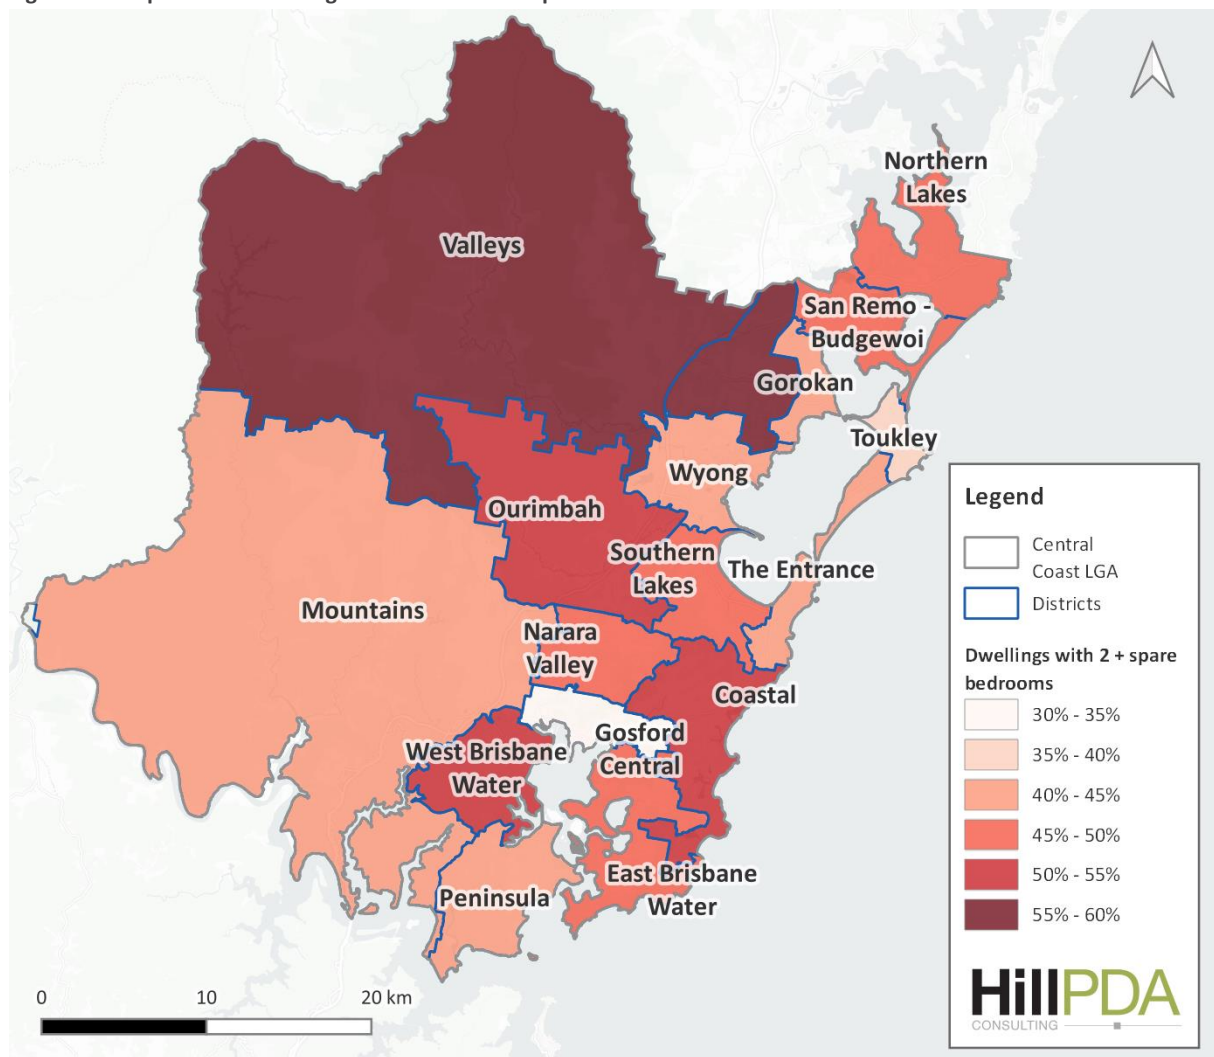 Northern
Lakes
Valleys
San Remo -
Budgewoi
Gorokan
Toukley
Wyong
Ourimbah
Southern
Lakes
The Entrance
Mountains
Narara
Valley
Coastal
Gosford
Central
West Brisbane
Water
East Brisbane
Water
Peninsula
0 10 20 km
Legend
Central
Coast LGA
Districts
Dwellings with 2 + spare
bedrooms
30% - 35%
35% - 40%
40% - 45%
45% - 50%
50% - 55%
55% - 60%
HillPDA
CONSULTING